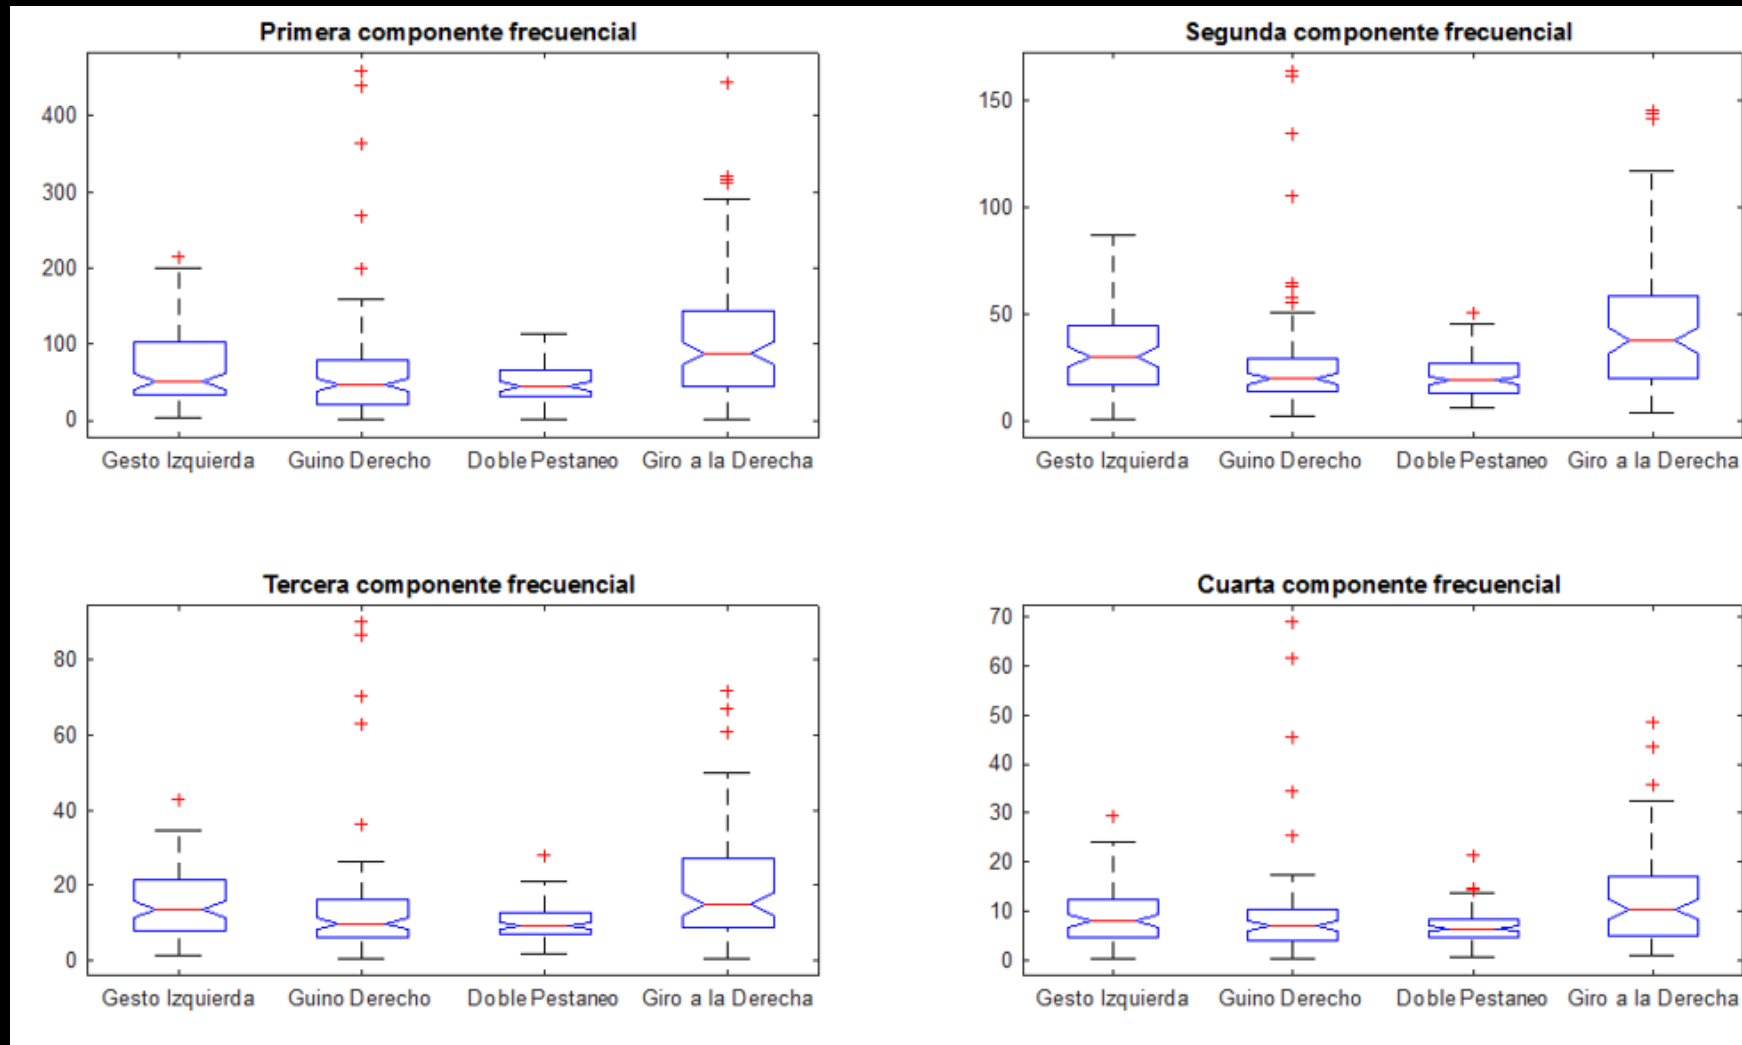 Primera componente frecuencial
400
300
200
100
0
Gesto Izquierda Guino Derecho Doble Pestaneo Giro a la Derecha
Segunda componente frecuencial
150
100
50
0
Gesto Izquierda Guino Derecho Doble Pestaneo Giro a la Derecha
Tercera componente frecuencial
80
60
40
20
0
Gesto Izquierda Guino Derecho Doble Pestaneo Giro a la Derecha
Cuarta componente frecuencial
70
60
50
40
30
20
10
0
Gesto Izquierda Guino Derecho Doble Pestaneo Giro a la Derecha